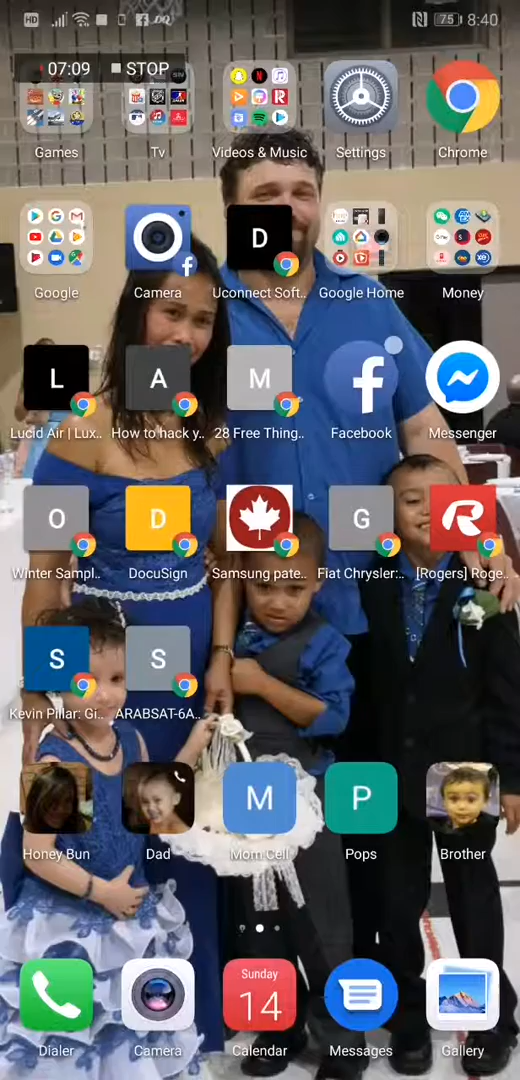 HD 75 8:40
07:09 STOP
Games Tv Videos & Music Settings Chrome
D
Google Camera Uconnect Soft.. Google Home Money
L A M
Lucid Air | Lux.. How to hack y.. 28 Free Thing.. Facebook Messenger
O D G R
Winter Sampl.. DocuSign Samsung pate.. Fiat Chrysler:.. [Rogers] Roge..
S S
Kevin Pillar: Gi.. ARABSAT-6A..
M P
Honey Bun Dad Mom Cell Pops Brother
Sunday
14
Dialer Camera Calendar Messages Gallery